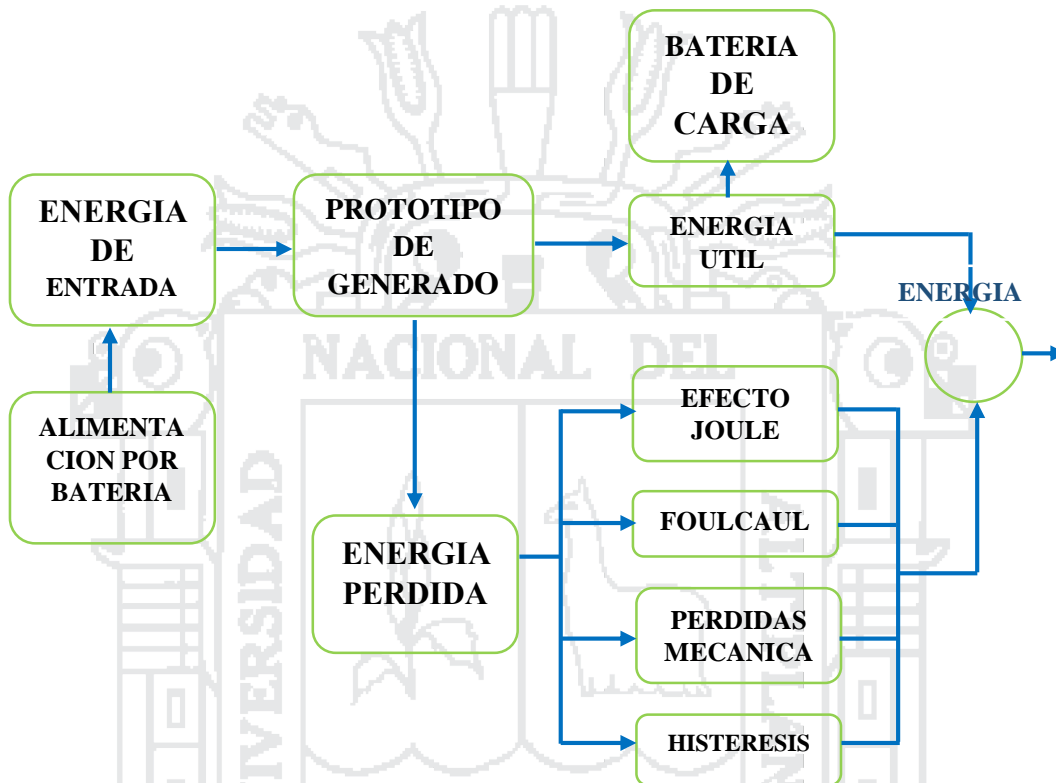 BATERIA
DE
CARGA
ENERGIA
DE
ENTRADA
PROTOTIPO
DE
GENERADO
ENERGIA
UTIL
ENERGIA
ALIMENTA
CION POR
BATERIA
EFECTO
JOULE
FOULCAUL
ENERGIA
PERDIDA
PERDIDAS
MECANICA
HISTERESIS
NACIONAL DEL
UNIVERSIDAD